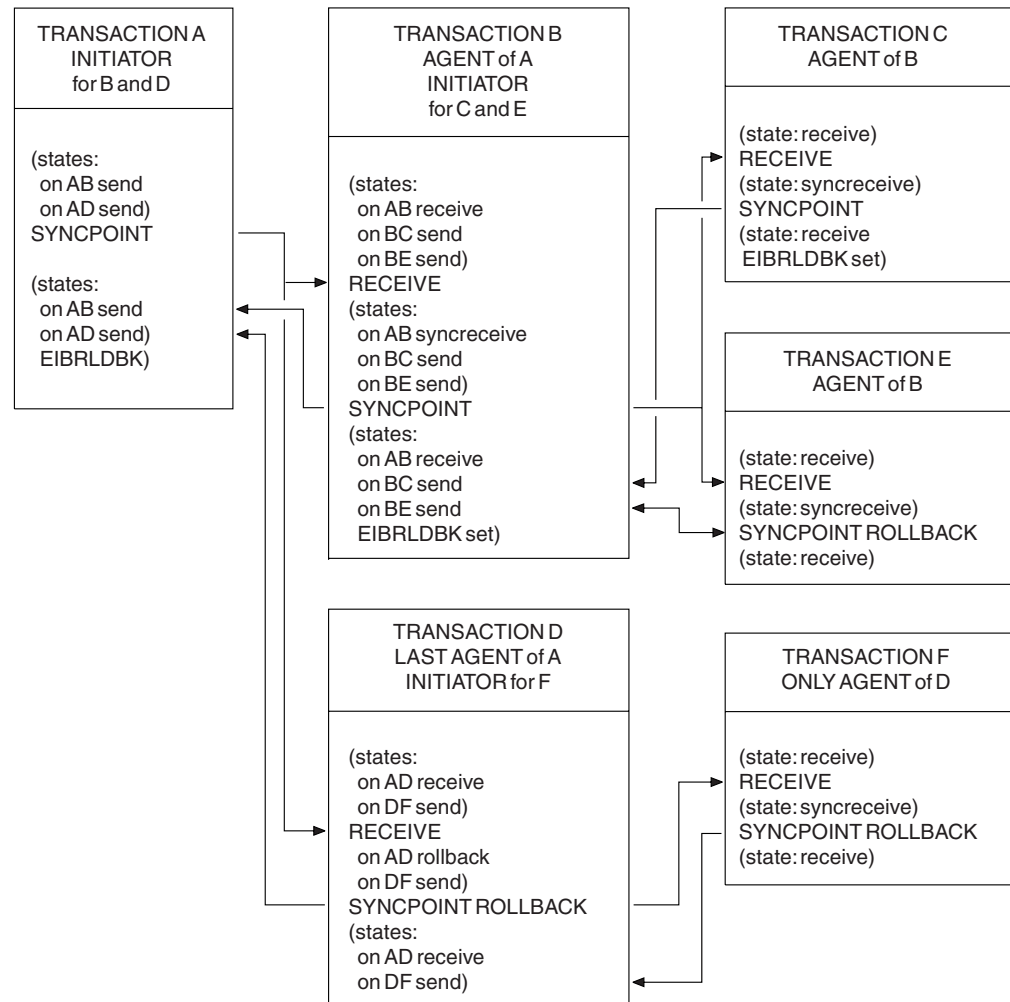 TRANSACTION A
INITIATOR
for B and D
(states:
on AB send
on AD send)
SYNCPOINT
(states:
on AB send
on AD send)
EIBRLDBK)
TRANSACTION B
AGENT of A
INITIATOR
for C and E
(states:
on AB receive
on BC send
on BE send)
RECEIVE
(states:
on AB syncreceive
on BC send
on BE send)
SYNCPOINT
(states:
on AB receive
on BC send
on BE send
EIBRLDBK set)
TRANSACTION C
AGENT of B
(state: receive)
RECEIVE
(state: syncreceive)
SYNCPOINT
(state: receive
EIBRLDBK set)
TRANSACTION E
AGENT of B
(state: receive)
RECEIVE
(state: syncreceive)
SYNCPOINT ROLLBACK
(state: receive)
TRANSACTION D
LAST AGENT of A
INITIATOR for F
(states:
on AD receive
on DF send)
RECEIVE
on AD rollback
on DF send)
SYNCPOINT ROLLBACK
(states:
on AD receive
on DF send)
TRANSACTION F
ONLY AGENT of D
(state: receive)
RECEIVE
(state: syncreceive)
SYNCPOINT ROLLBACK
(state: receive)